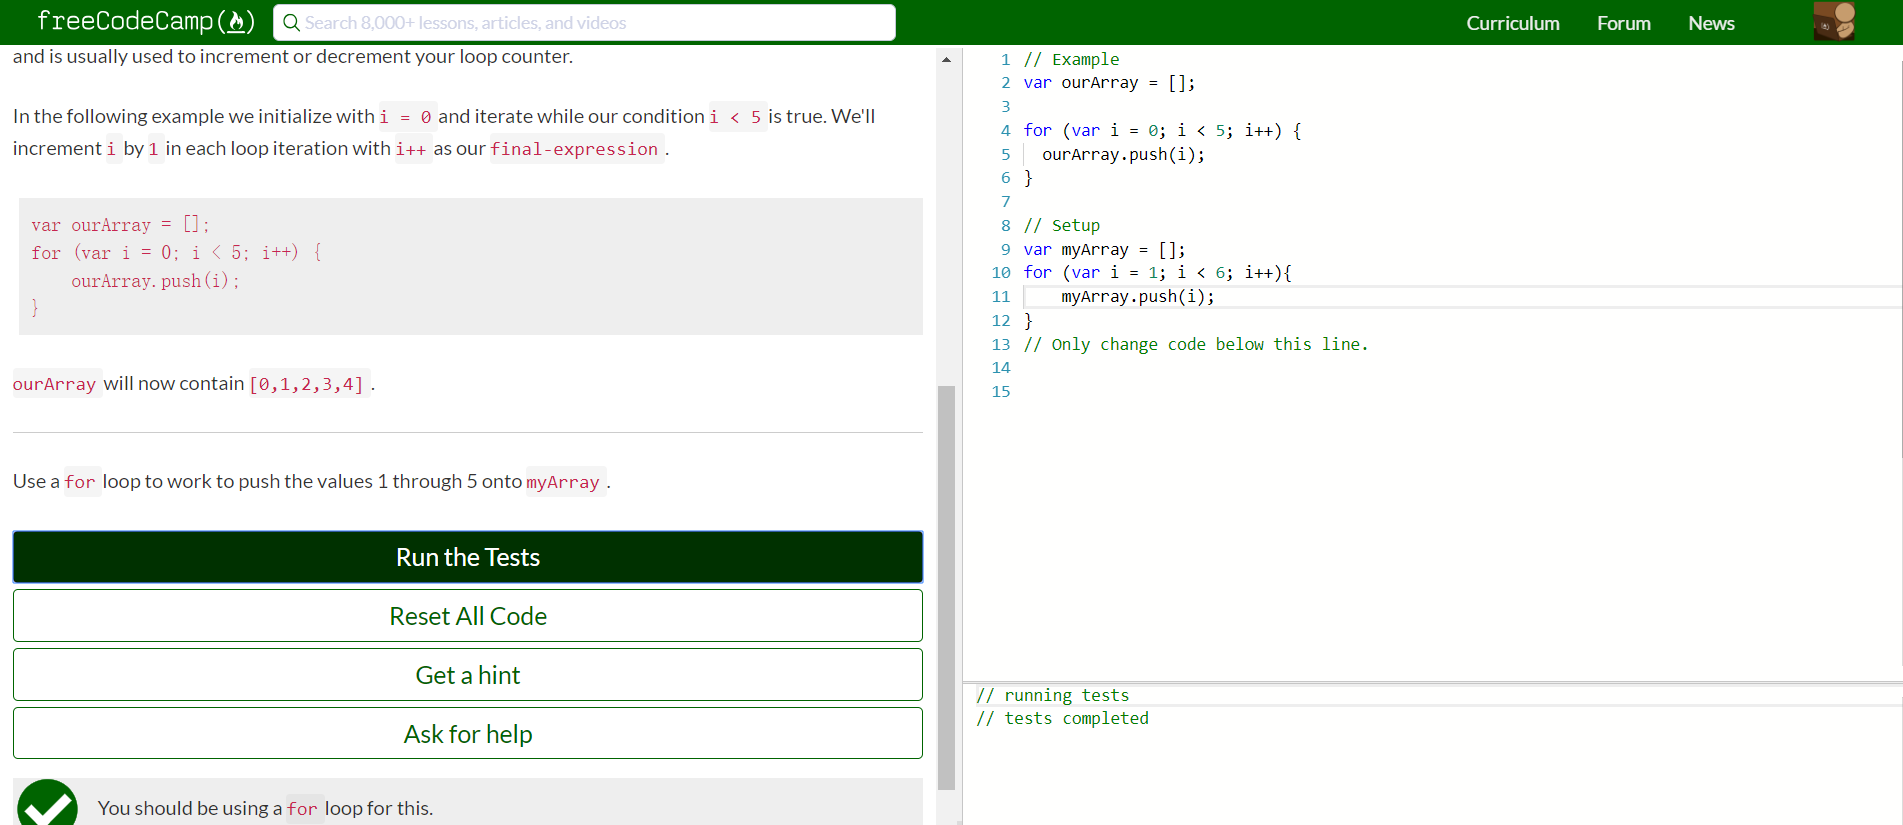 freeCodeCamp(🔥)
Search 8,000+ lessons, articles, and videos
Curriculum Forum News
and is usually used to increment or decrement your loop counter.
In the following example we initialize with i = 0 and iterate while our condition i < 5 is true. We'll
increment i by 1 in each loop iteration with i++ as our final-expression .
var ourArray = [];
for (var i = 0; i < 5; i++) {
    ourArray.push(i);
}
ourArray will now contain [0,1,2,3,4] .
Use a for loop to work to push the values 1 through 5 onto myArray .
Run the Tests
Reset All Code
Get a hint
Ask for help
You should be using a for loop for this.
1 // Example
2 var ourArray = [];
3
4 for (var i = 0; i < 5; i++) {
5   ourArray.push(i);
6 }
7
8 // Setup
9 var myArray = [];
10 for (var i = 1; i < 6; i++){
11     myArray.push(i);
12 }
13 // Only change code below this line.
14
15
// running tests
// tests completed